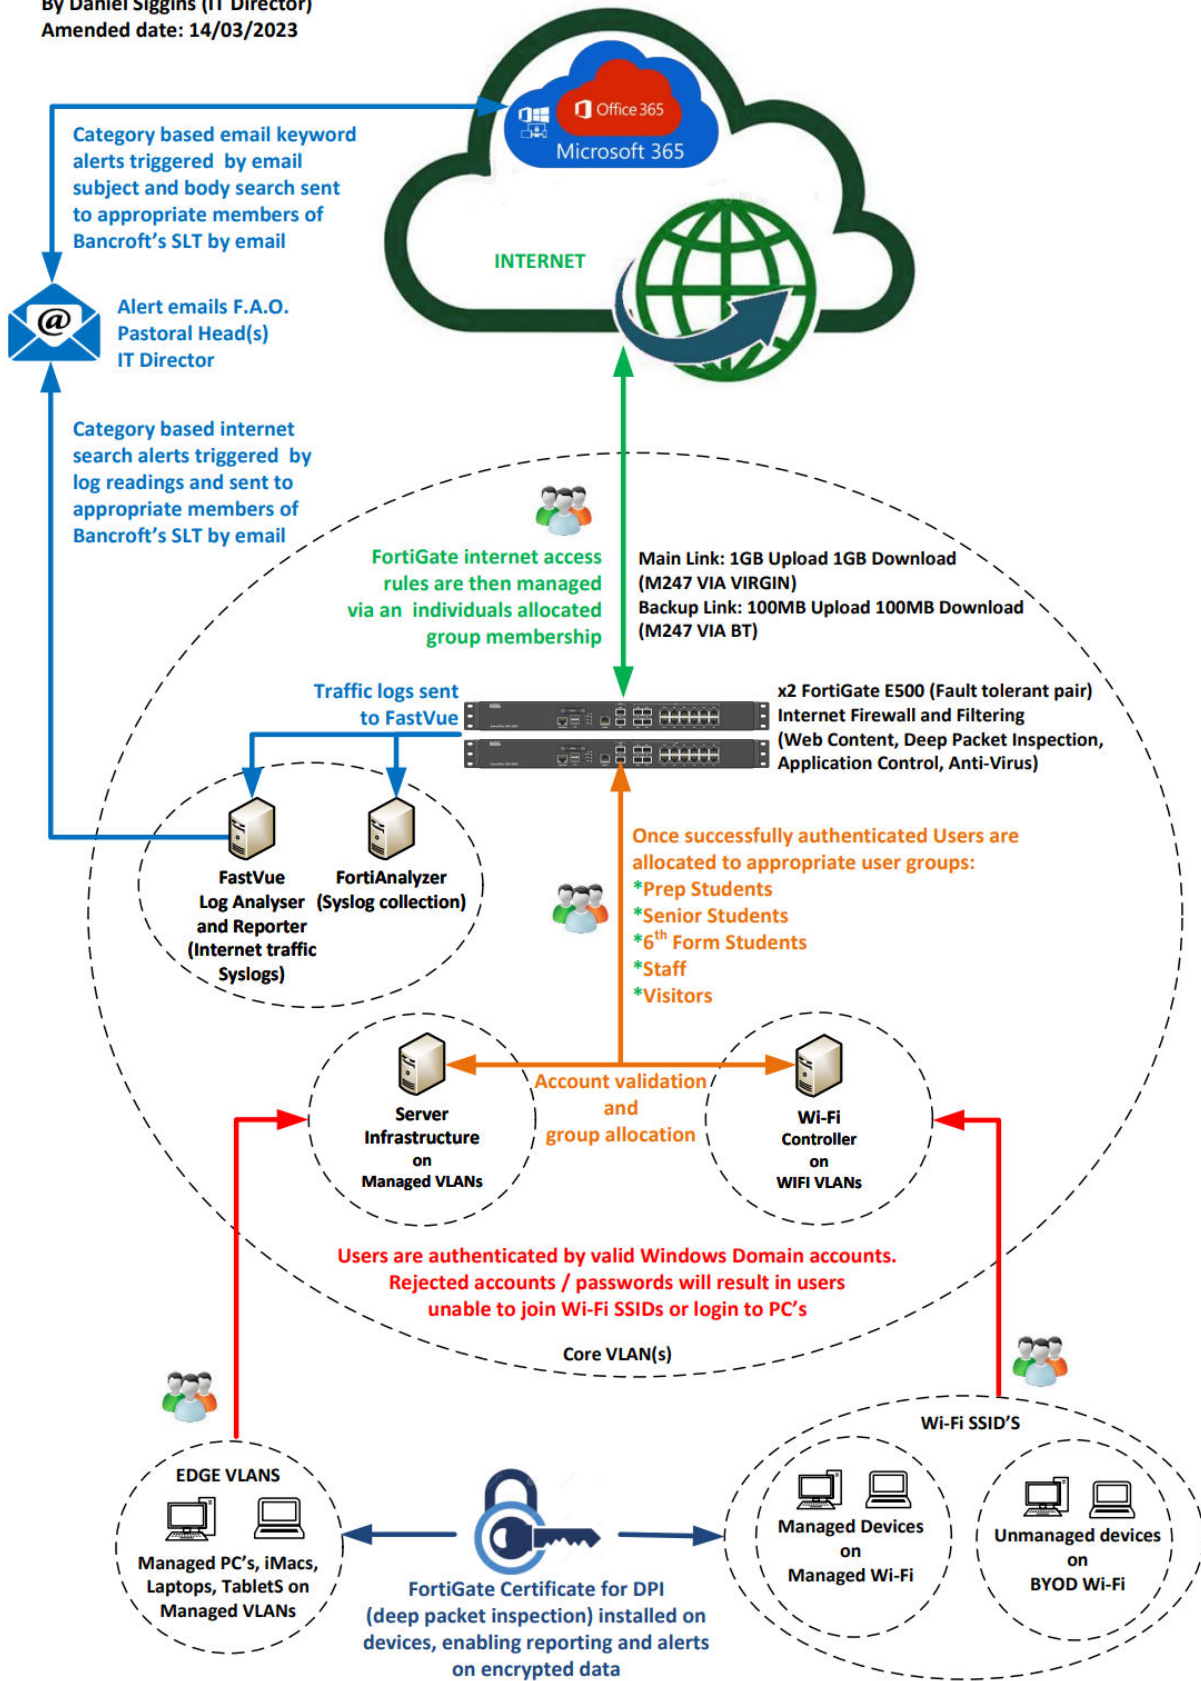 By Daniel Siggins (IT Director)
Amended date: 14/03/2023
Office 365
Microsoft 365
Category based email keyword
alerts triggered by email
subject and body search sent
to appropriate members of
Bancroft's SLT by email
INTERNET
@
Alert emails F.A.O.
Pastoral Head(s)
IT Director
Category based internet
search alerts triggered by
log readings and sent to
appropriate members of
Bancroft's SLT by email
FortiGate internet access
rules are then managed
via an individuals allocated
group membership
Main Link: 1GB Upload 1GB Download
(M247 VIA VIRGIN)
Backup Link: 100MB Upload 100MB Download
(M247 VIA BT)
Traffic logs sent
to FastVue
x2 FortiGate E500 (Fault tolerant pair)
Internet Firewall and Filtering
(Web Content, Deep Packet Inspection,
Application Control, Anti-Virus)
FastVue
Log Analyser
and Reporter
(Internet traffic
Syslogs)
FortiAnalyzer
(Syslog collection)
Once successfully authenticated Users are
allocated to appropriate user groups:
*Prep Students
*Senior Students
*6th Form Students
*Staff
*Visitors
Account validation
and
group allocation
Server
Infrastructure
on
Managed VLANs
Wi-Fi
Controller
on
WIFI VLANs
Users are authenticated by valid Windows Domain accounts.
Rejected accounts / passwords will result in users
unable to join Wi-Fi SSIDs or login to PC's
Core VLAN(s)
EDGE VLANS
Managed PC's, iMacs,
Laptops, TabletS on
Managed VLANs
FortiGate Certificate for DPI
(deep packet inspection) installed on
devices, enabling reporting and alerts
on encrypted data
Wi-Fi SSID'S
Managed Devices
on
Managed Wi-Fi
Unmanaged devices
on
BYOD Wi-Fi